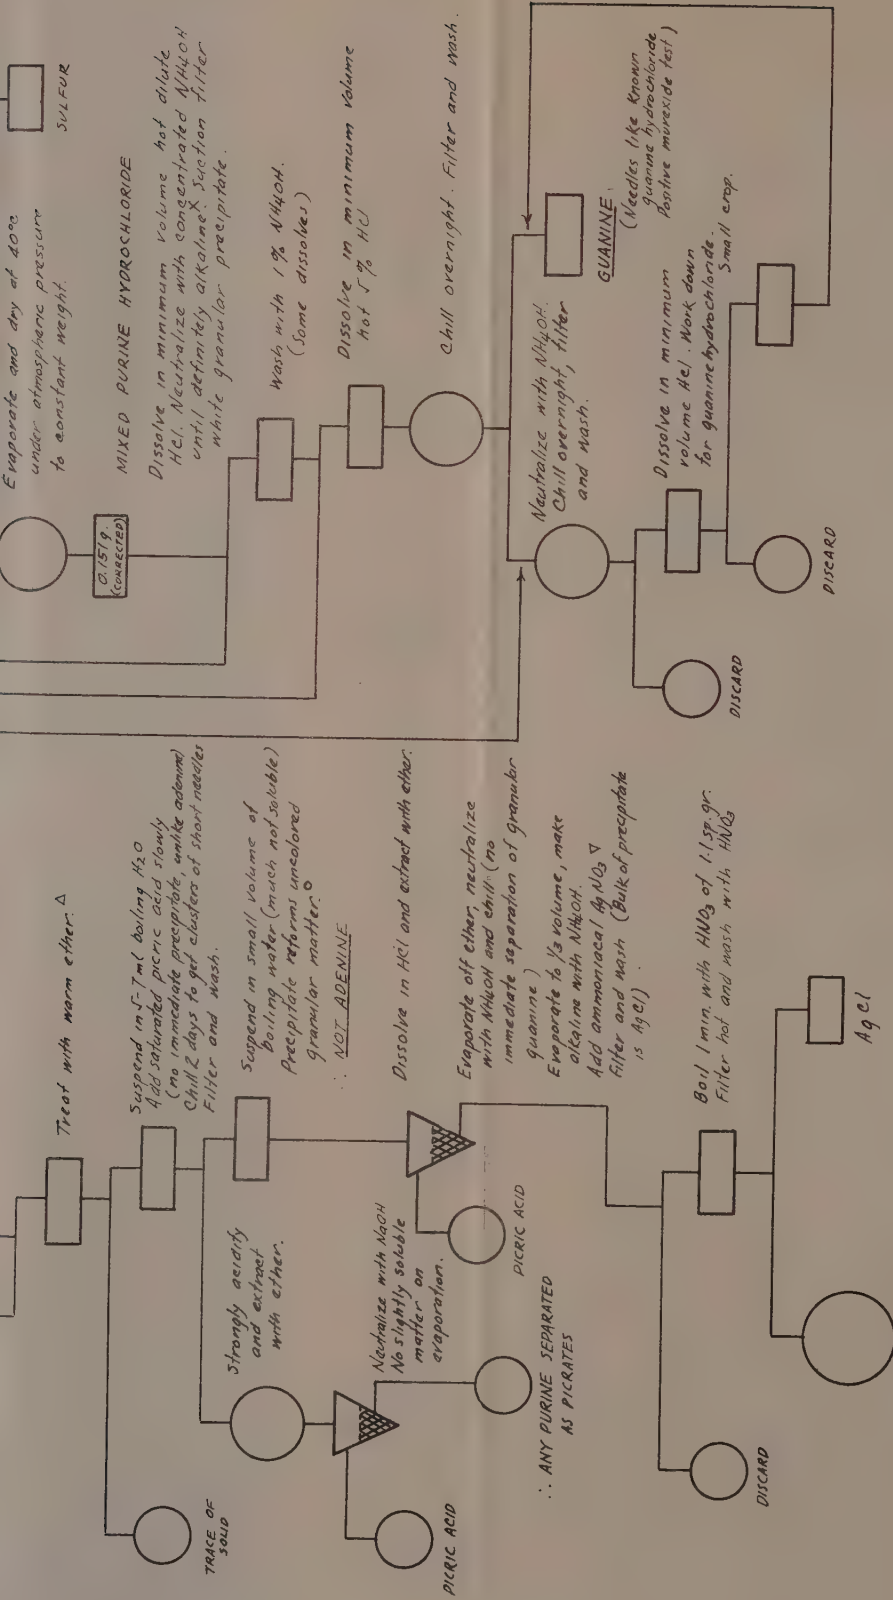 SULFUR
Evaporate and dry at 40°C
under atmospheric pressure
to constant weight.
0.151g.
(CORRECTED)
MIXED PURINE HYDROCHLORIDE
Dissolve in minimum volume hot dilute
HCl. Neutralize with concentrated NH4OH
until definitely alkaline.X Suction filter
white granular precipitate.
Wash with 1% NH4OH.
(Some dissolves)
Dissolve in minimum volume
hot 5% HCl
Chill overnight. Filter and wash.
GUANINE.
(Needles like known
guanine hydrochloride
Positive murexide test)
Neutralize with NH4OH.
Chill overnight, filter
and wash.
Dissolve in minimum
volume HCl. Work down
for guanine hydrochloride.
Small crop.
DISCARD
DISCARD
Treat with warm ether.Δ
TRACE OF
SOLID
Suspend in 5-7ml boiling H2O
Add saturated picric acid slowly
(no immediate precipitate, unlike adenine)
Chill 2 days to get clusters of short needles
Filter and wash.
Suspend in small volume of
boiling water (much not soluble)
Precipitate reforms uncolored
granular matter.o
∴ NOT ADENINE
Strongly acidify
and extract
with ether.
PICRIC ACID
Neutralize with NaOH
No slightly soluble
matter on
evaporation.
∴ ANY PURINE SEPARATED
AS PICRATES
Dissolve in HCl and extract with ether.
PICRIC ACID
Evaporate off ether, neutralize
with NH4OH and chill (no
immediate separation of granular
guanine)
Evaporate to 1/3 volume, make
alkaline with NH4OH.
Add ammoniacal AgNO3 ∇
Filter and wash (Bulk of precipitate
is AgCl).
DISCARD
Boil 1 min. with HNO3 of 1.1 sp.gr.
Filter hot and wash with HNO3
AgCl